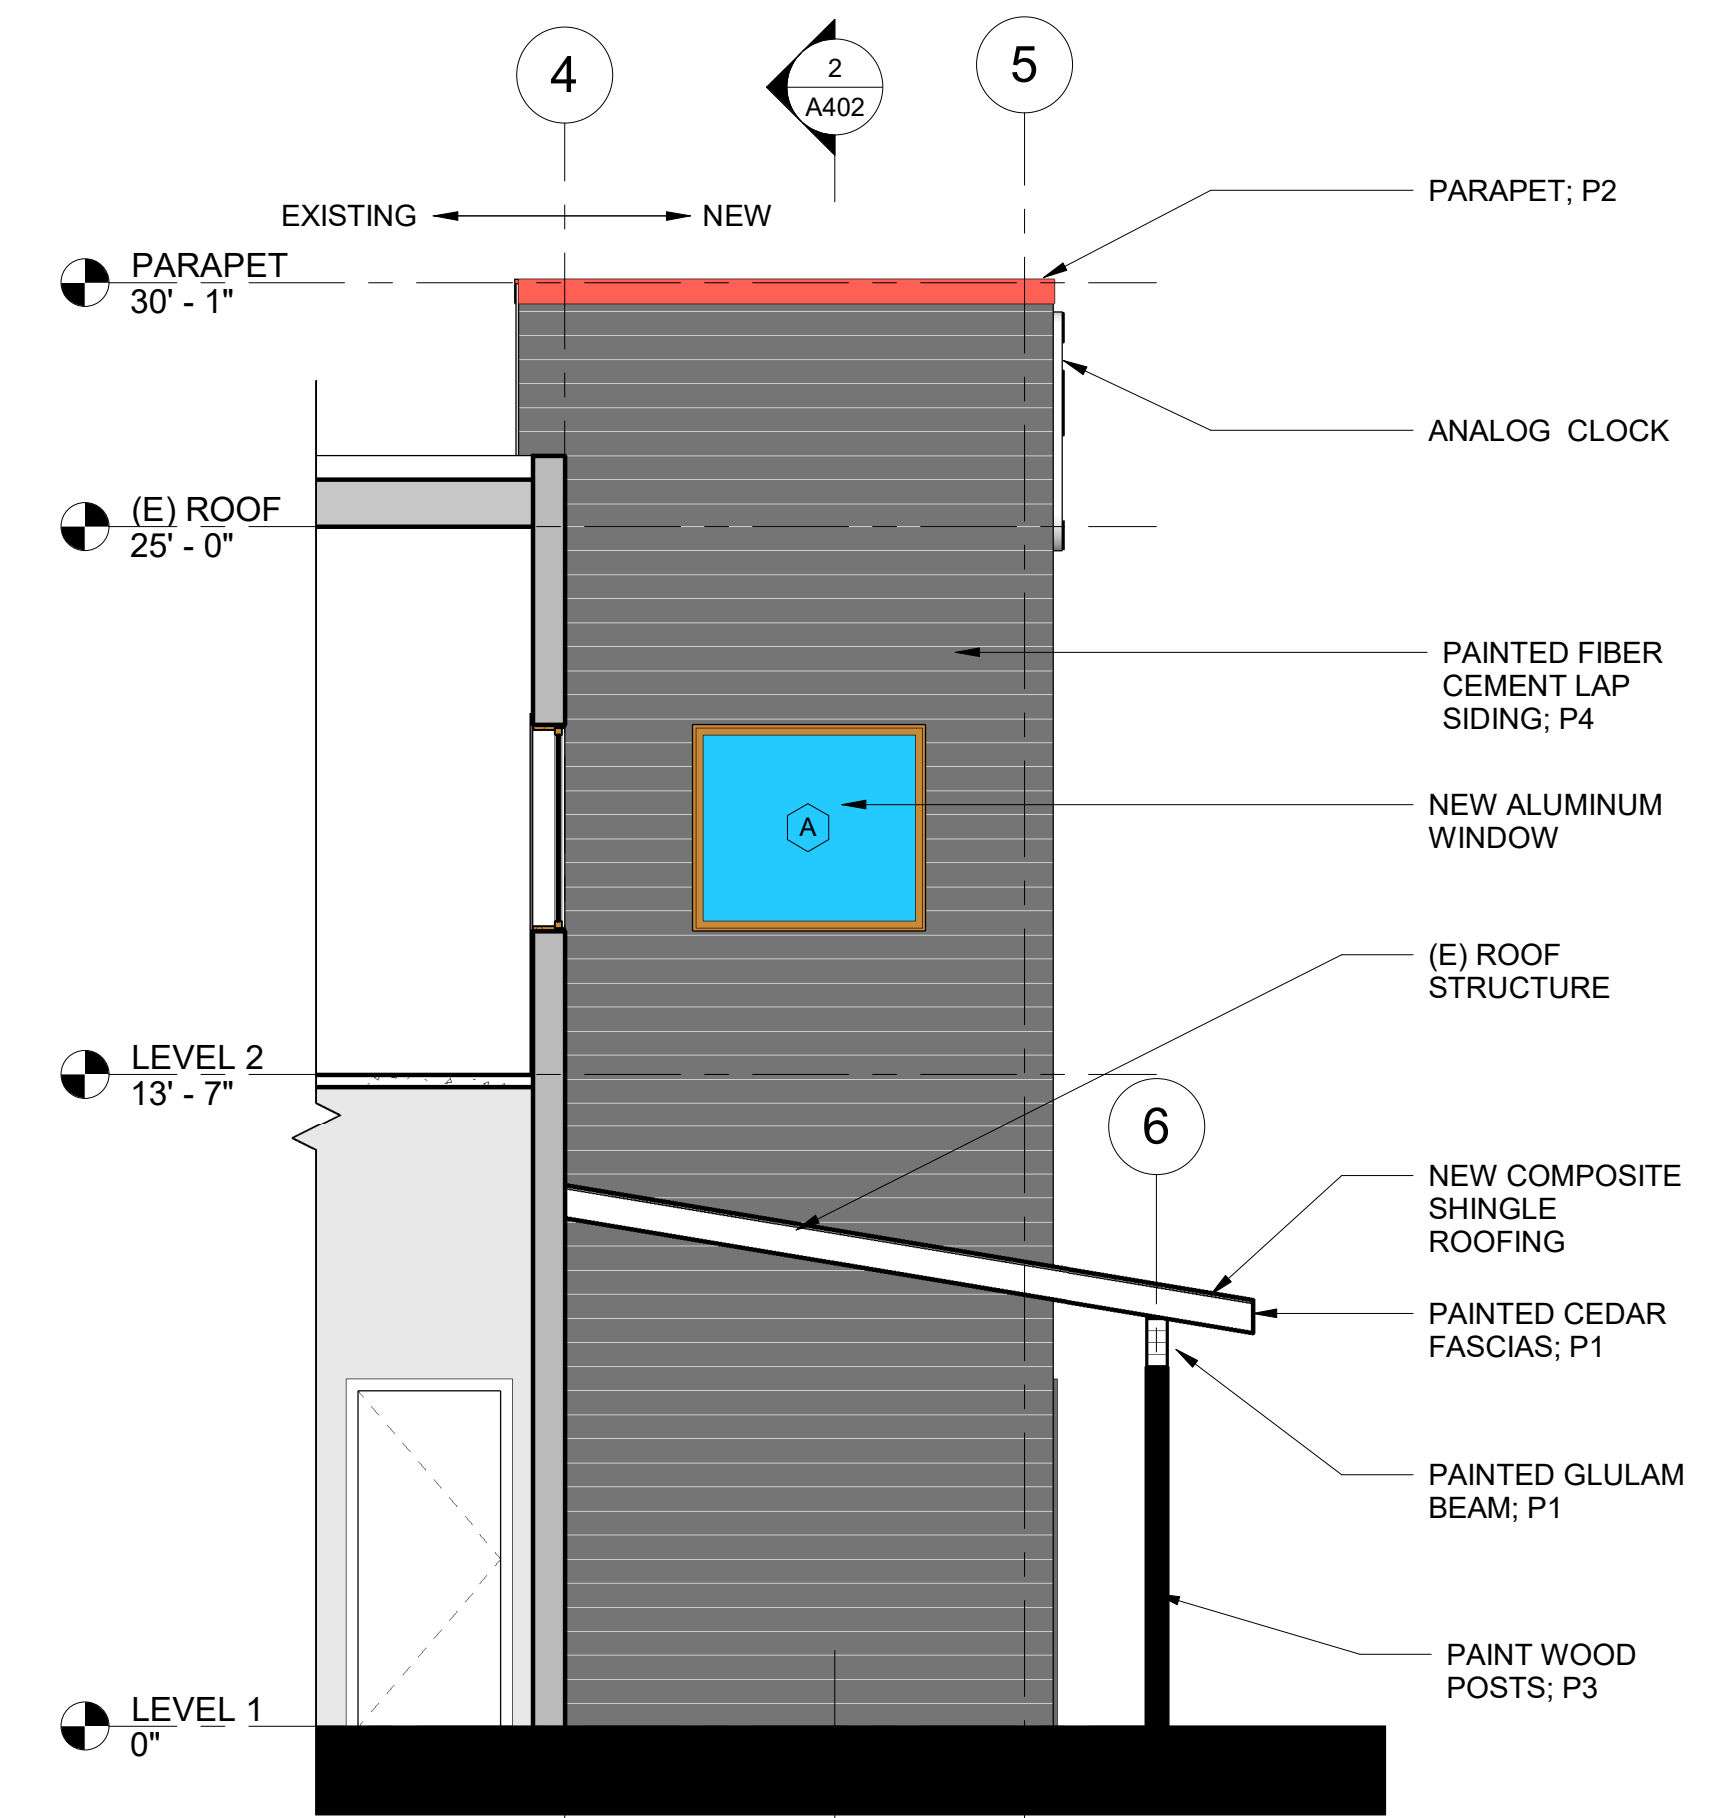 4
2
A402
5
EXISTING
NEW
PARAPET; P2
PARAPET
30' - 1"
ANALOG CLOCK
(E) ROOF
25' - 0"
PAINTED FIBER
CEMENT LAP
SIDING; P4
NEW ALUMINUM
WINDOW
A
(E) ROOF
STRUCTURE
LEVEL 2
13' - 7"
6
NEW COMPOSITE
SHINGLE
ROOFING
PAINTED CEDAR
FASCIAS; P1
PAINTED GLULAM
BEAM; P1
PAINT WOOD
POSTS; P3
LEVEL 1
0"